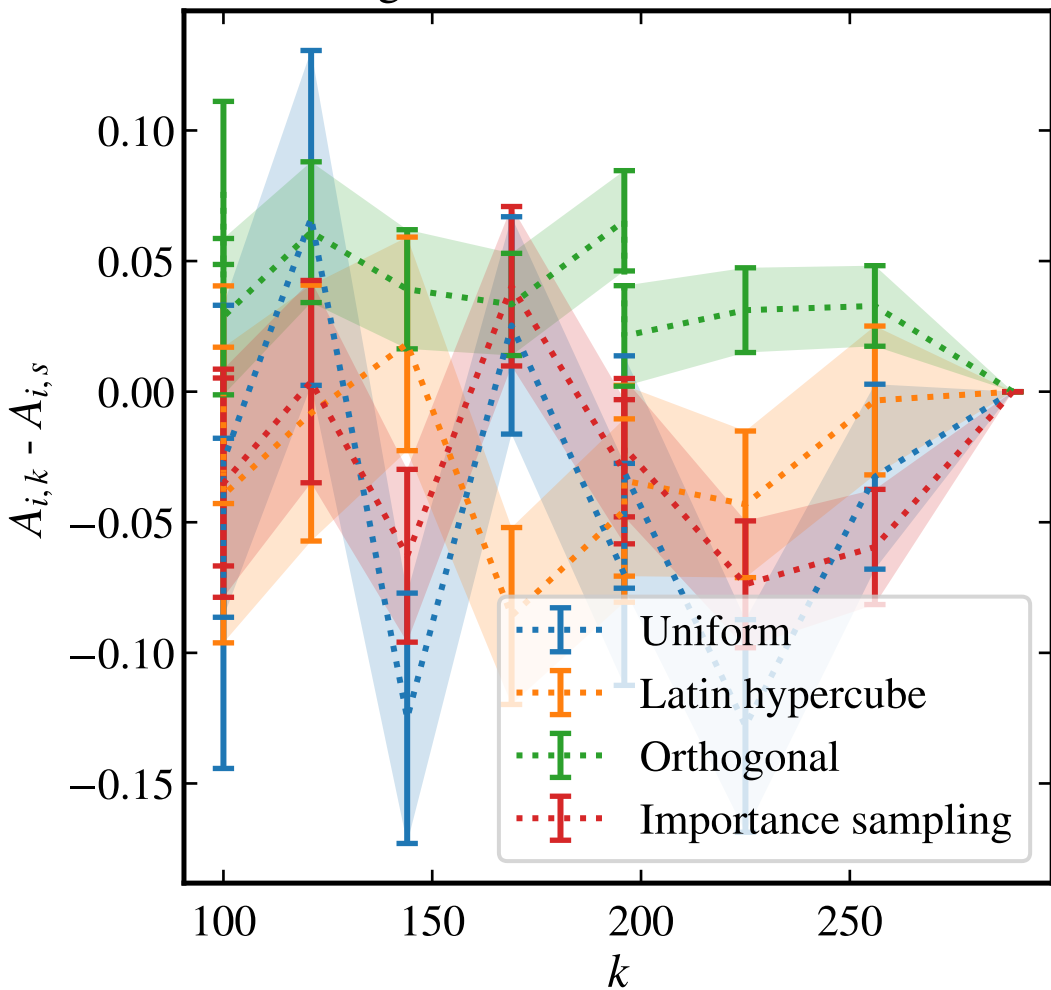 0.10
0.05
0.00
−0.05
−0.10
−0.15
A_{i,k} - A_{i,s}
Uniform
Latin hypercube
Orthogonal
Importance sampling
100 150 200 250
k